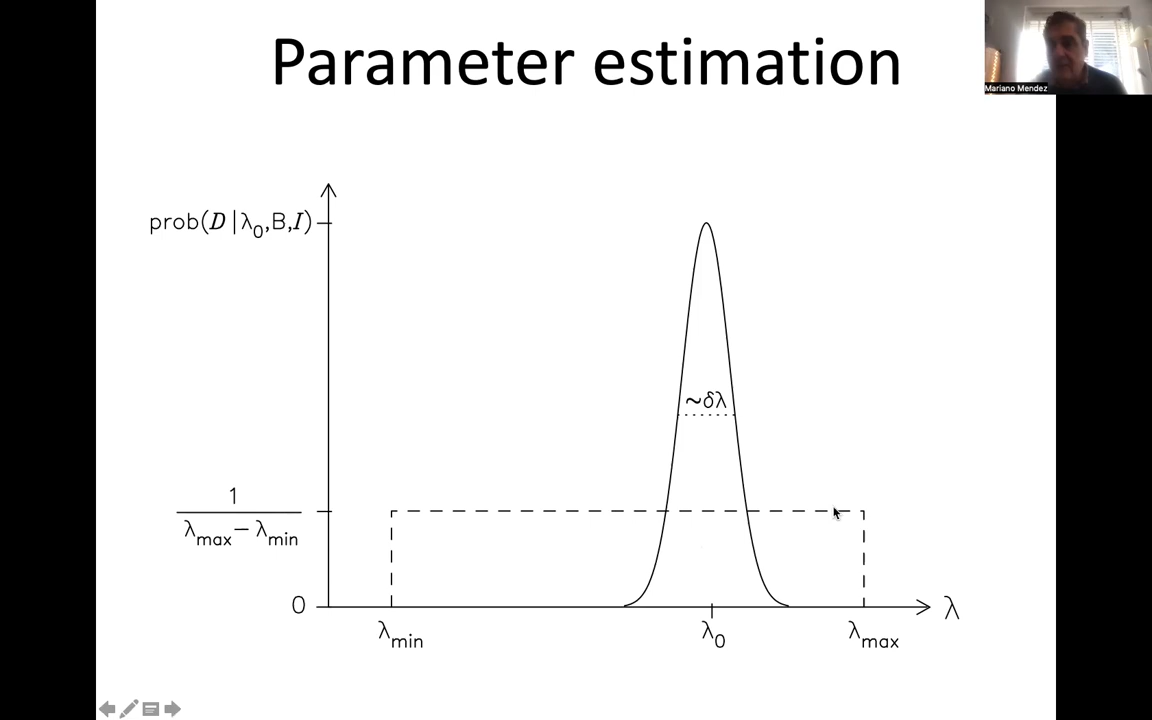 Parameter estimation
Mariano Mendez
prob(D|λ₀,B,I)
~δλ
1
λmax − λmin
0
λ
λmin
λ₀
λmax